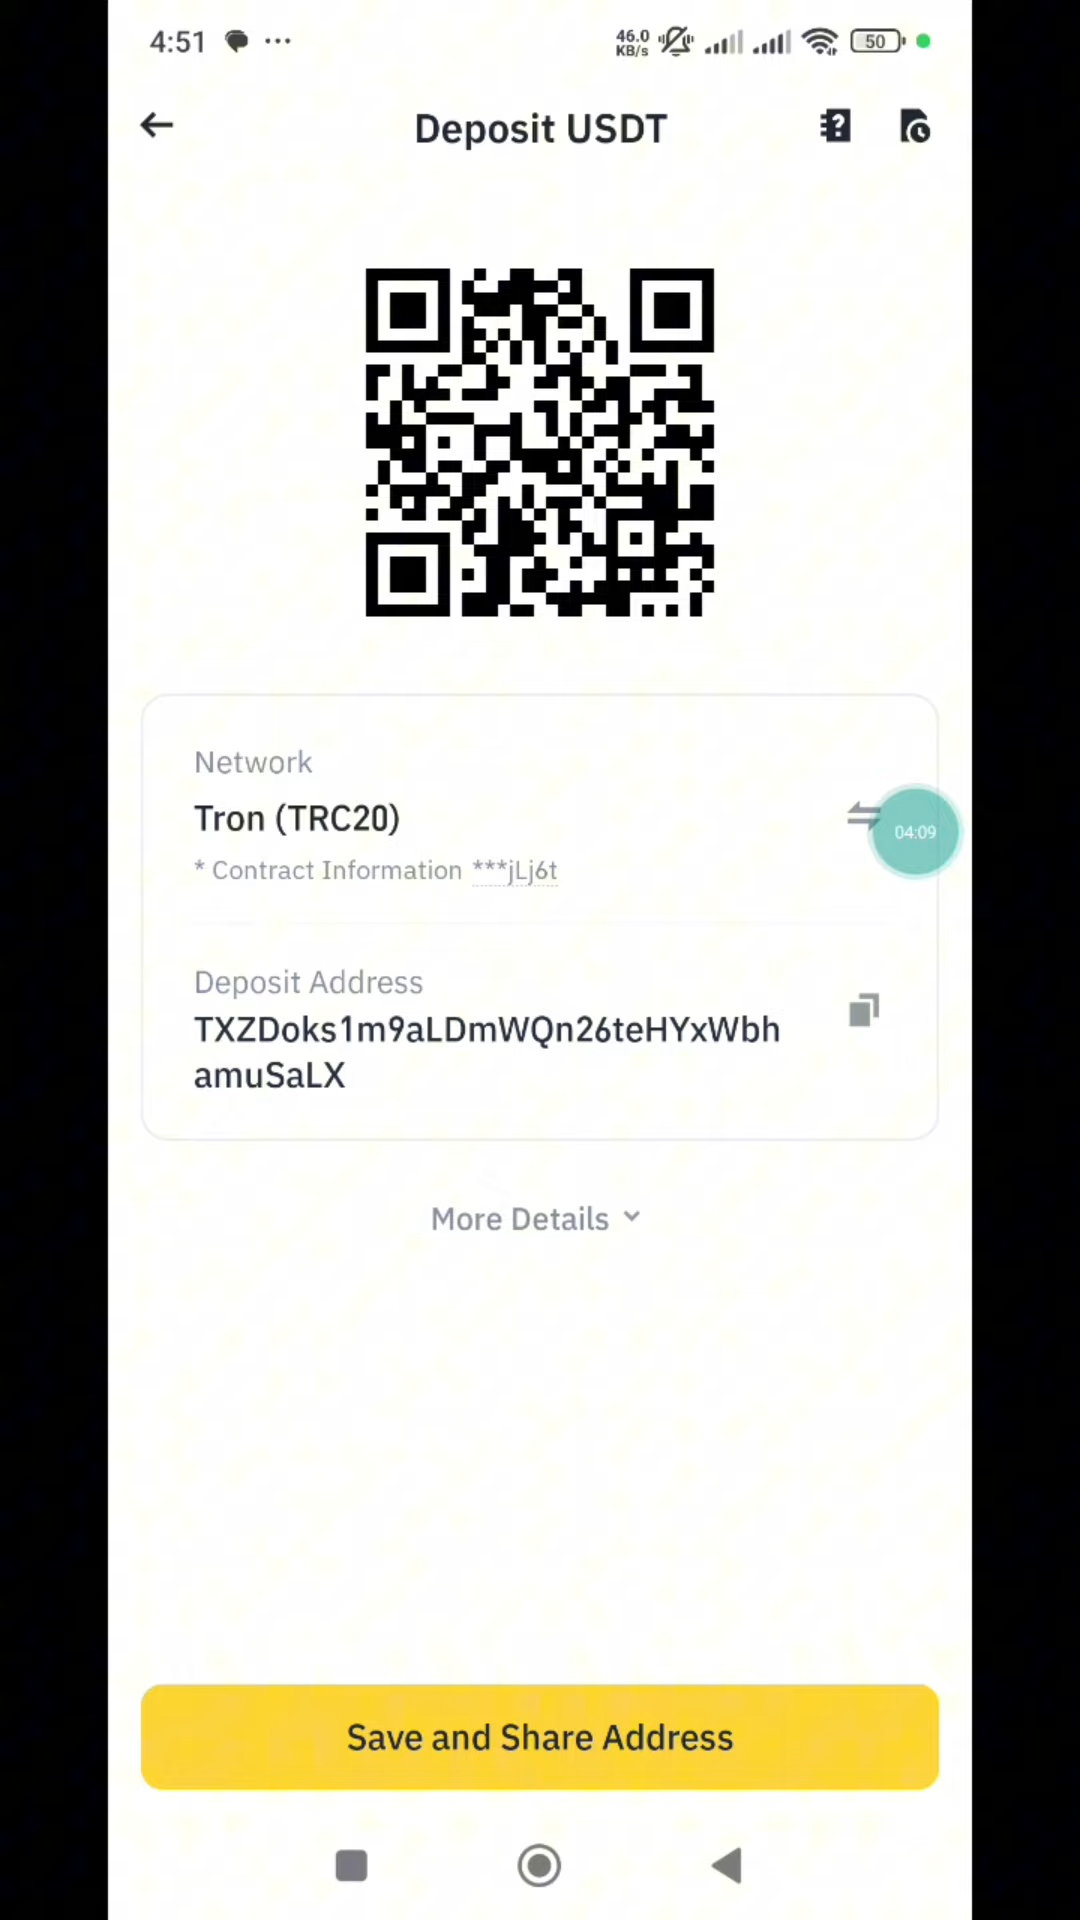 4:51
46.0
KB/s
50
Deposit USDT
Network
Tron (TRC20)
04:09
* Contract Information ***jLj6t
Deposit Address
TXZDoks1m9aLDmWQn26teHYxWbh
amuSaLX
More Details
Save and Share Address